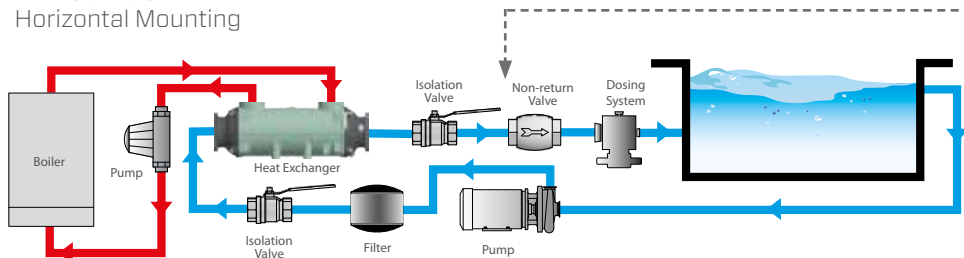 Horizontal Mounting
Isolation
Valve
Non-return
Valve
Dosing
System
Boiler
Pump
Heat Exchanger
Isolation
Valve
Filter
Pump